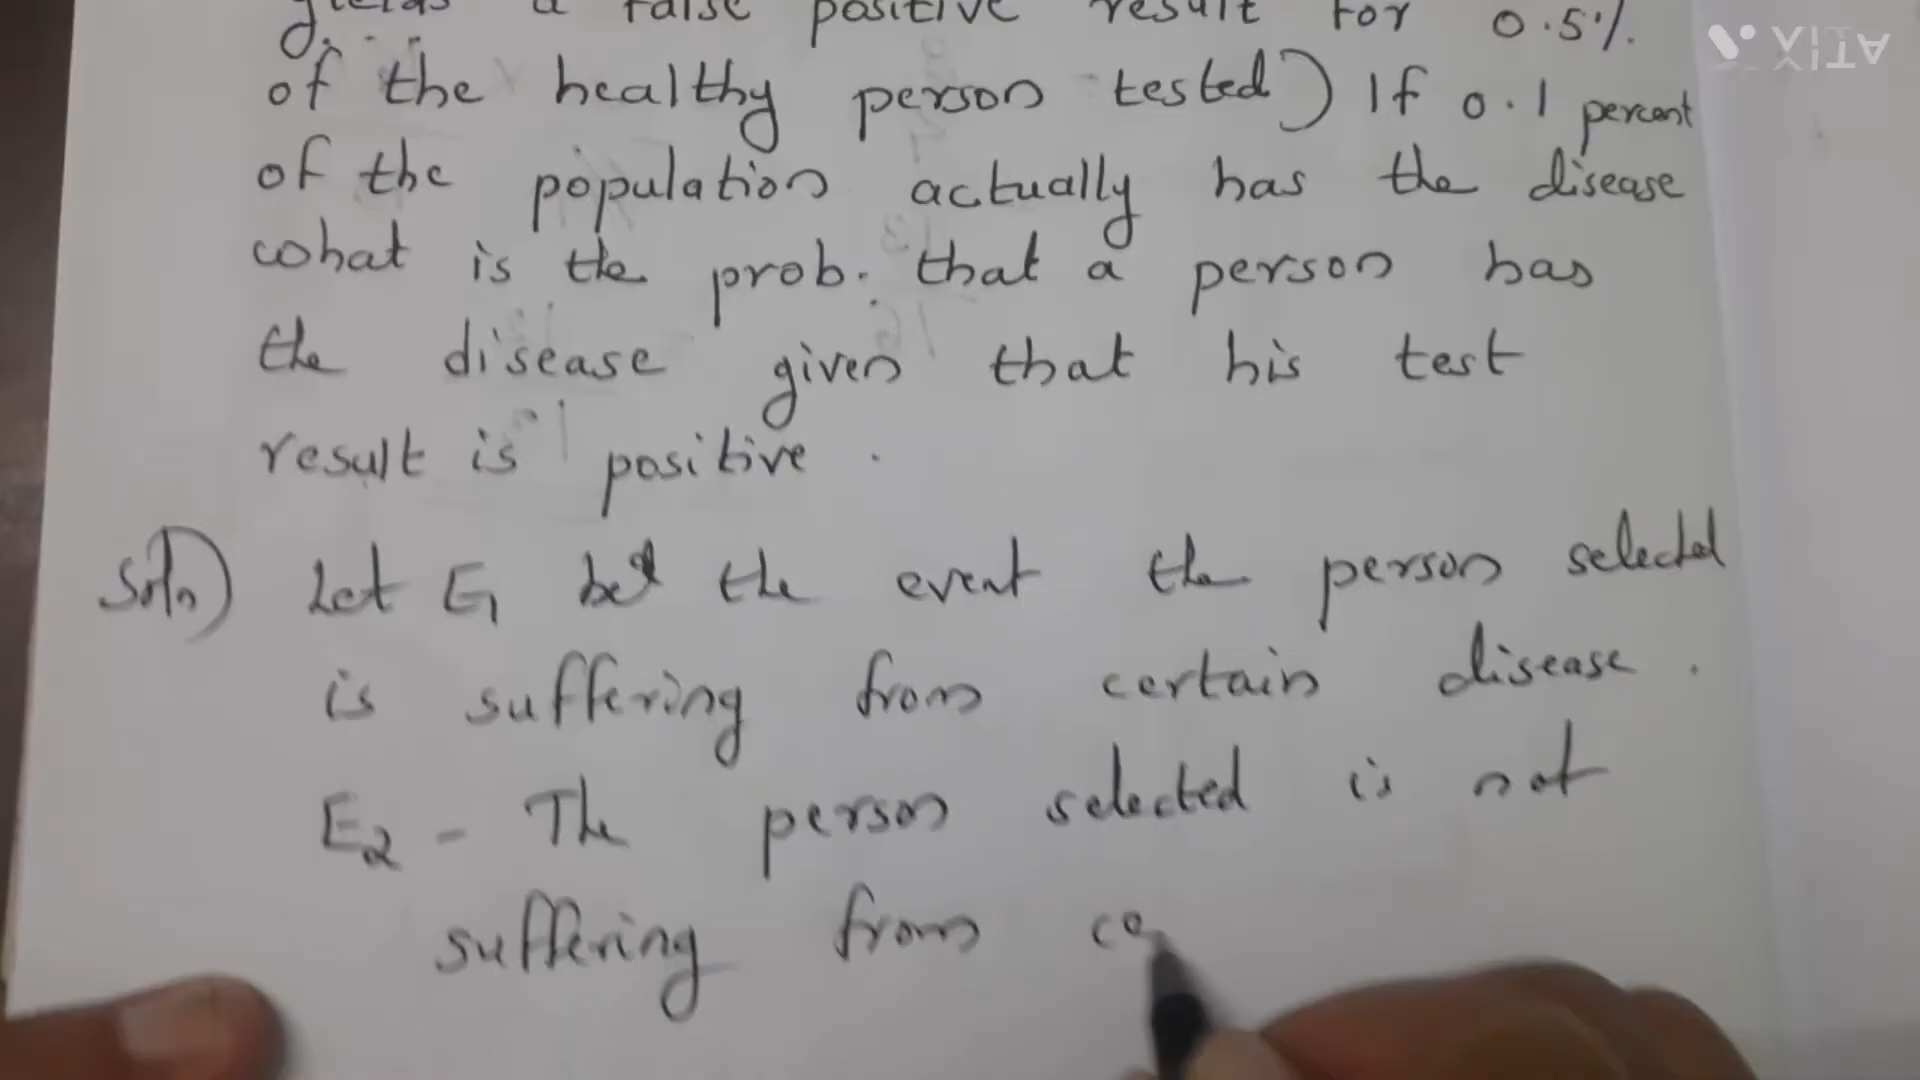 yields a false positive result for 0.5%.
of the healthy person tested) If 0.1 percent
of the population actually has the disease
what is the prob. that a person has
the disease given that his test
result is positive.
Soln) Let E1 be the event the person selected
is suffering from certain disease.
E2 - The person selected is not
suffering from ce